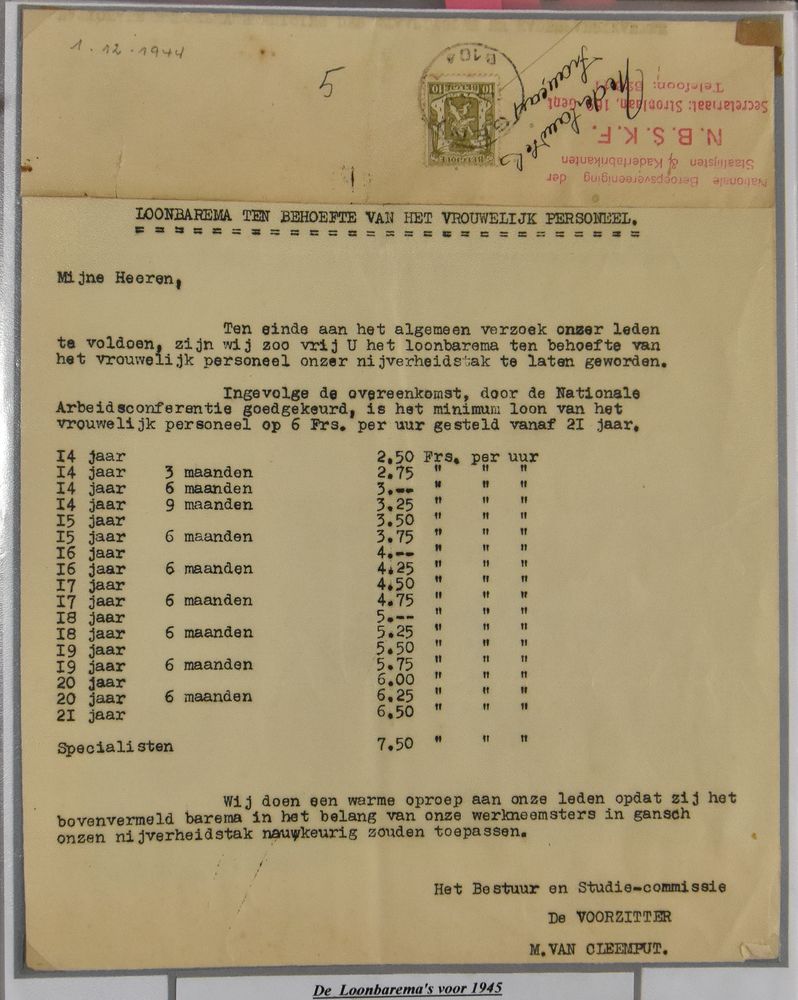 1.12.1944
5
10 10
BELGIE
Nederlandsch
Nationale Beroepsvereeniging der
Staallijsten & Kaderfabrikanten
N.B.S.K.F.
Secretariaat: Gent
Telefoon:
LOONBAREMA TEN BEHOEFTE VAN HET VROUWELIJK PERSONEEL.
= = = = = = = = = = = = = = = = = = = = = = = = = =
Mijne Heeren,
Ten einde aan het algemeen verzoek onzer leden
te voldoen, zijn wij zoo vrij U het loonbarema ten behoefte van
het vrouwelijk personeel onzer nijverheidstak te laten geworden.
Ingevolge de overeenkomst, door de Nationale
Arbeidsconferentie goedgekeurd, is het minimum loon van het
vrouwelijk personeel op 6 Frs. per uur gesteld vanaf 2I jaar.
I4 jaar 2.50 Frs. per uur
I4 jaar 3 maanden 2.75 " " "
I4 jaar 6 maanden 3.-- " " "
I4 jaar 9 maanden 3.25 " " "
I5 jaar 3.50 " " "
I5 jaar 6 maanden 3.75 " " "
I6 jaar 4.-- " " "
I6 jaar 6 maanden 4.25 " " "
I7 jaar 4.50 " " "
I7 jaar 6 maanden 4.75 " " "
I8 jaar 5.-- " " "
I8 jaar 6 maanden 5.25 " " "
I9 jaar 5.50 " " "
I9 jaar 6 maanden 5.75 " " "
20 jaar 6.00 " " "
20 jaar 6 maanden 6.25 " " "
2I jaar 6.50 " " "
Specialisten 7.50 " " "
Wij doen een warme oproep aan onze leden opdat zij het
bovenvermeld barema in het belang van onze werkneemsters in gansch
onzen nijverheidstak nauwkeurig zouden toepassen.
Het Bestuur en Studie-commissie
De VOORZITTER
M.VAN CLEEMPUT.
De Loonbarema's voor 1945